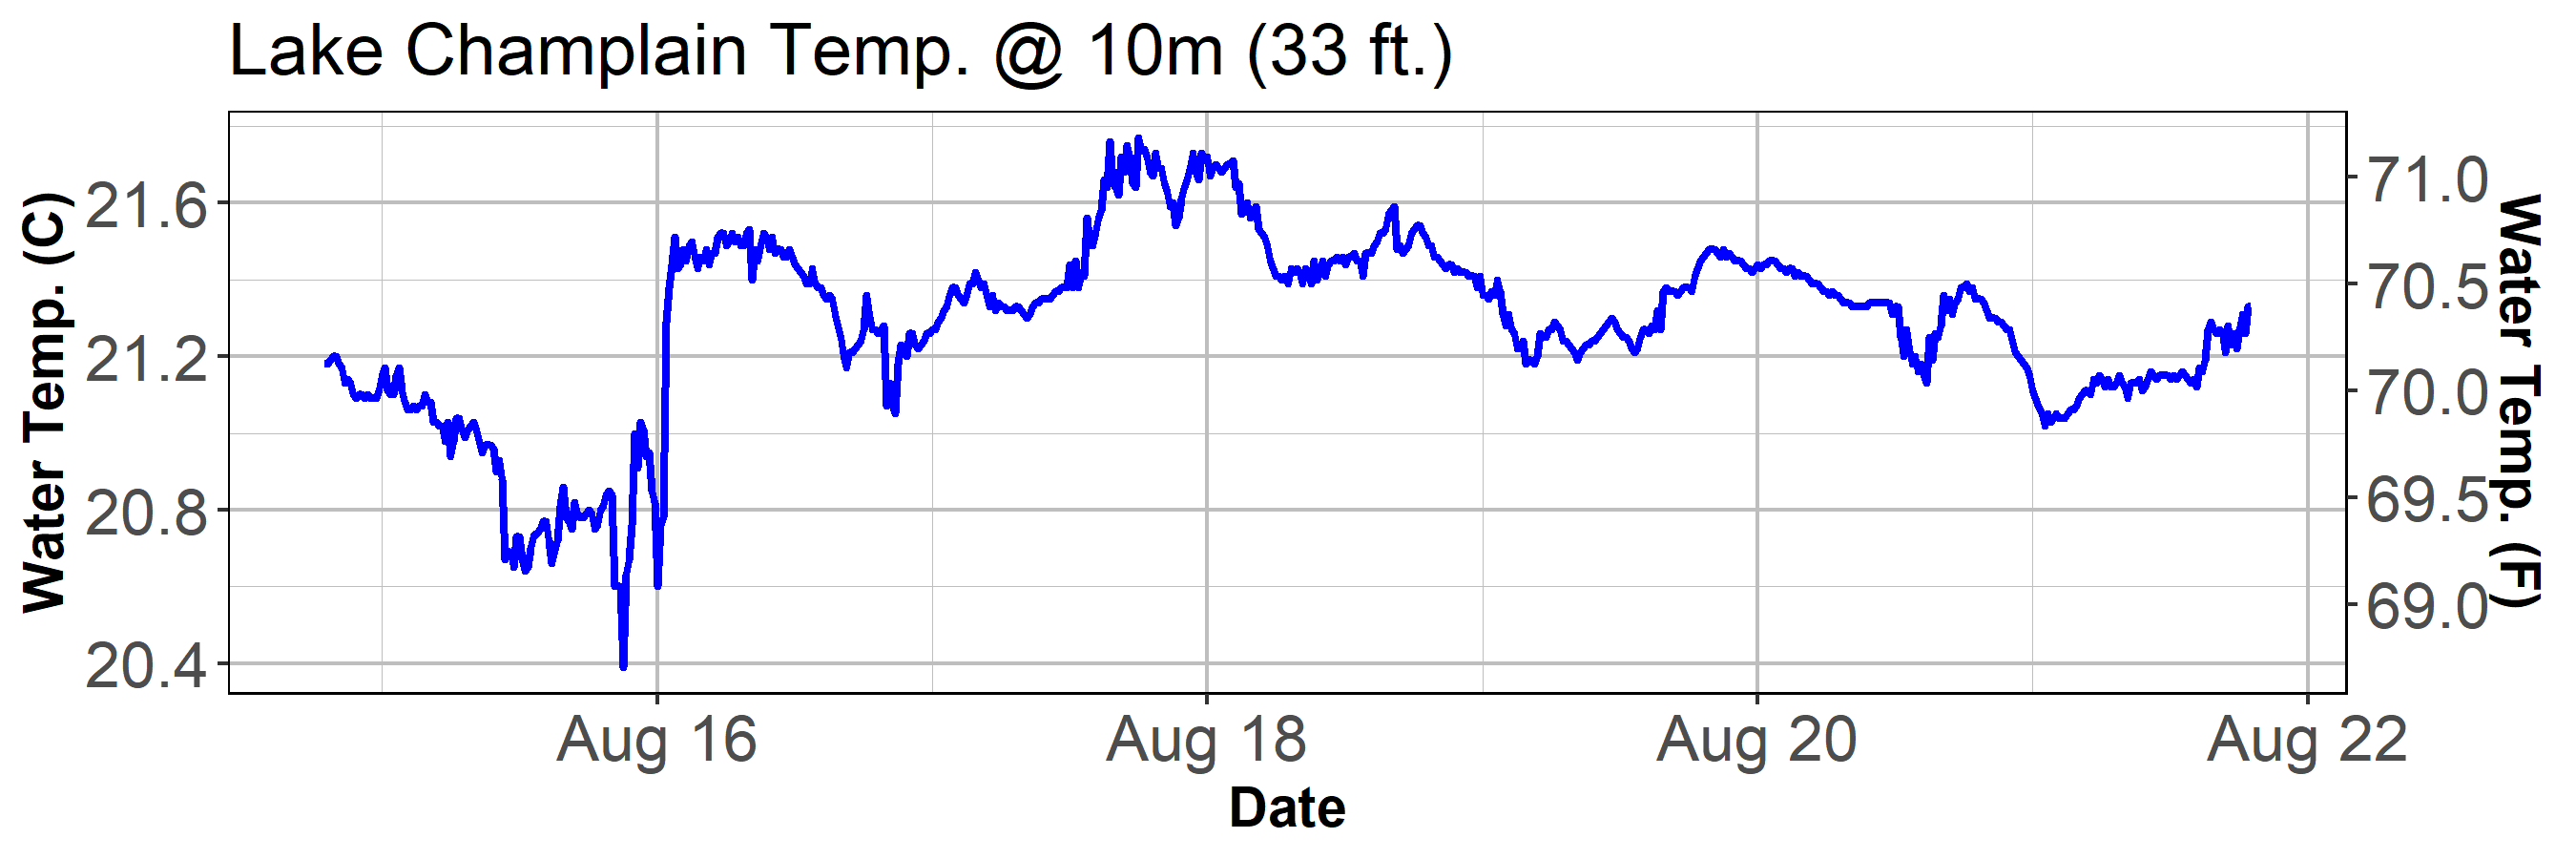 Lake Champlain Temp. @ 10m (33 ft.)
Water Temp. (C)
21.6
21.2
20.8
20.4
71.0
70.5
70.0
69.5
69.0
Water Temp. (F)
Aug 16
Aug 18
Aug 20
Aug 22
Date